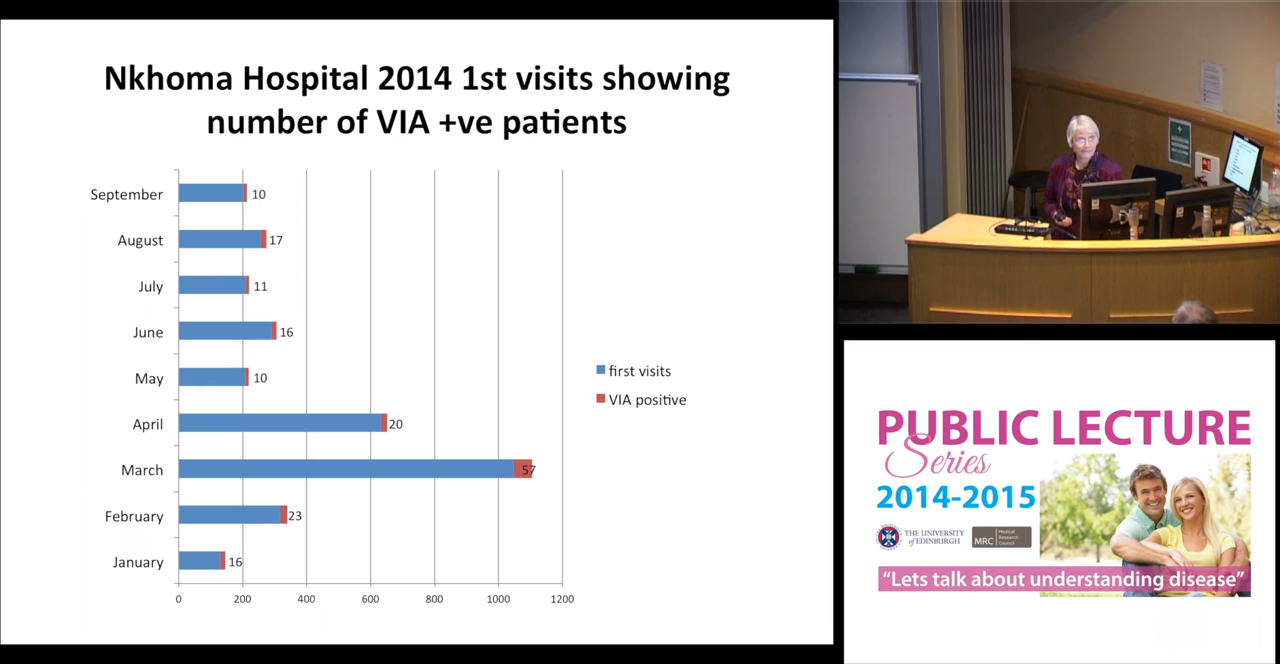 Nkhoma Hospital 2014 1st visits showing
number of VIA +ve patients
September 10
August 17
July 11
June 16
May 10
April 20
March 57
February 23
January 16
0 200 400 600 800 1000 1200
first visits
VIA positive
PUBLIC LECTURE
Series
2014-2015
THE UNIVERSITY
of EDINBURGH
MRC
Medical
Research
Council
“Lets talk about understanding disease”